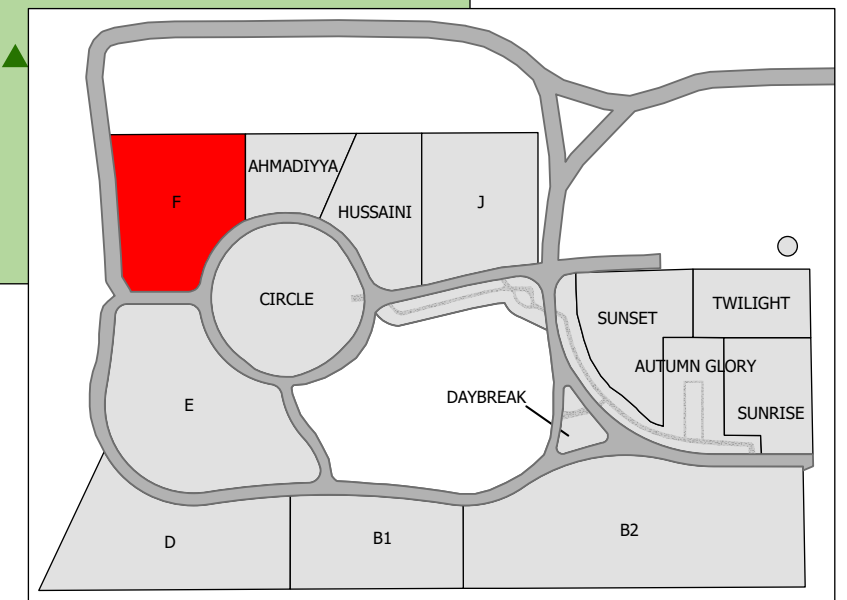 AHMADIYYA
F
J
HUSSAINI
CIRCLE
TWILIGHT
SUNSET
AUTUMN GLORY
DAYBREAK
E
SUNRISE
B2
B1
D